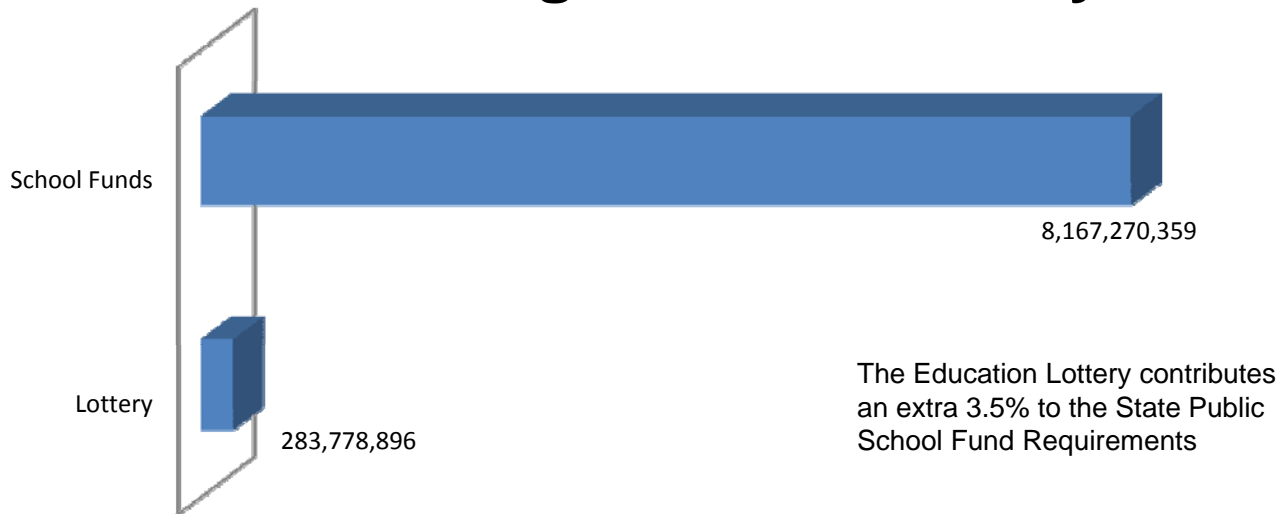 School Funds
8,167,270,359
Lottery
283,778,896
The Education Lottery contributes
an extra 3.5% to the State Public
School Fund Requirements